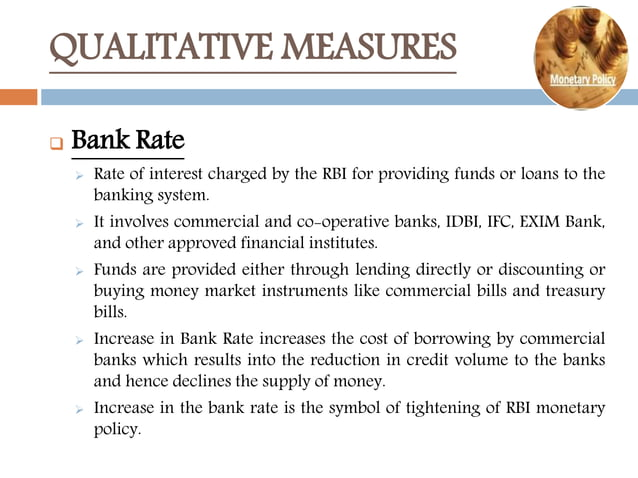 QUALITATIVE MEASURES
Monetary Policy
Bank Rate
Rate of interest charged by the RBI for providing funds or loans to the
banking system.
It involves commercial and co-operative banks, IDBI, IFC, EXIM Bank,
and other approved financial institutes.
Funds are provided either through lending directly or discounting or
buying money market instruments like commercial bills and treasury
bills.
Increase in Bank Rate increases the cost of borrowing by commercial
banks which results into the reduction in credit volume to the banks
and hence declines the supply of money.
Increase in the bank rate is the symbol of tightening of RBI monetary
policy.